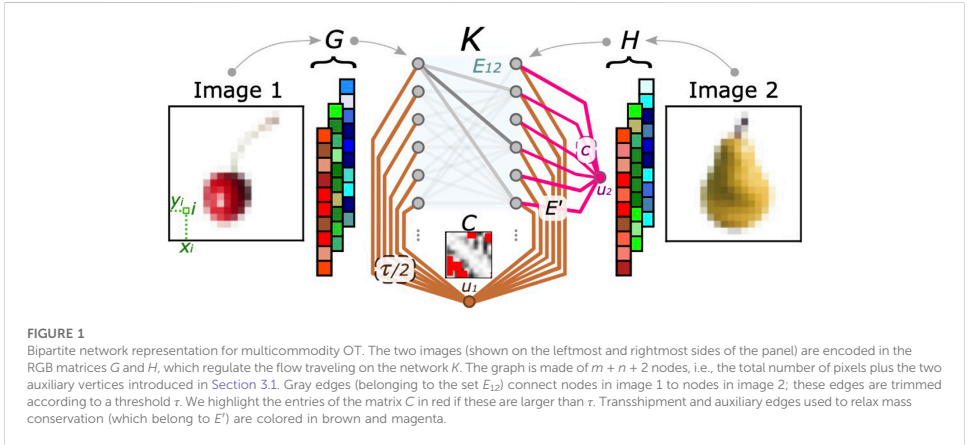 G
K
H
E12
Image 1
Image 2
c
u2
yi
i
xi
E'
C
τ/2
u1
FIGURE 1
Bipartite network representation for multicommodity OT. The two images (shown on the leftmost and rightmost sides of the panel) are encoded in the
RGB matrices G and H, which regulate the flow traveling on the network K. The graph is made of m + n + 2 nodes, i.e., the total number of pixels plus the two
auxiliary vertices introduced in Section 3.1. Gray edges (belonging to the set E12) connect nodes in image 1 to nodes in image 2; these edges are trimmed
according to a threshold τ. We highlight the entries of the matrix C in red if these are larger than τ. Transshipment and auxiliary edges used to relax mass
conservation (which belong to E′) are colored in brown and magenta.